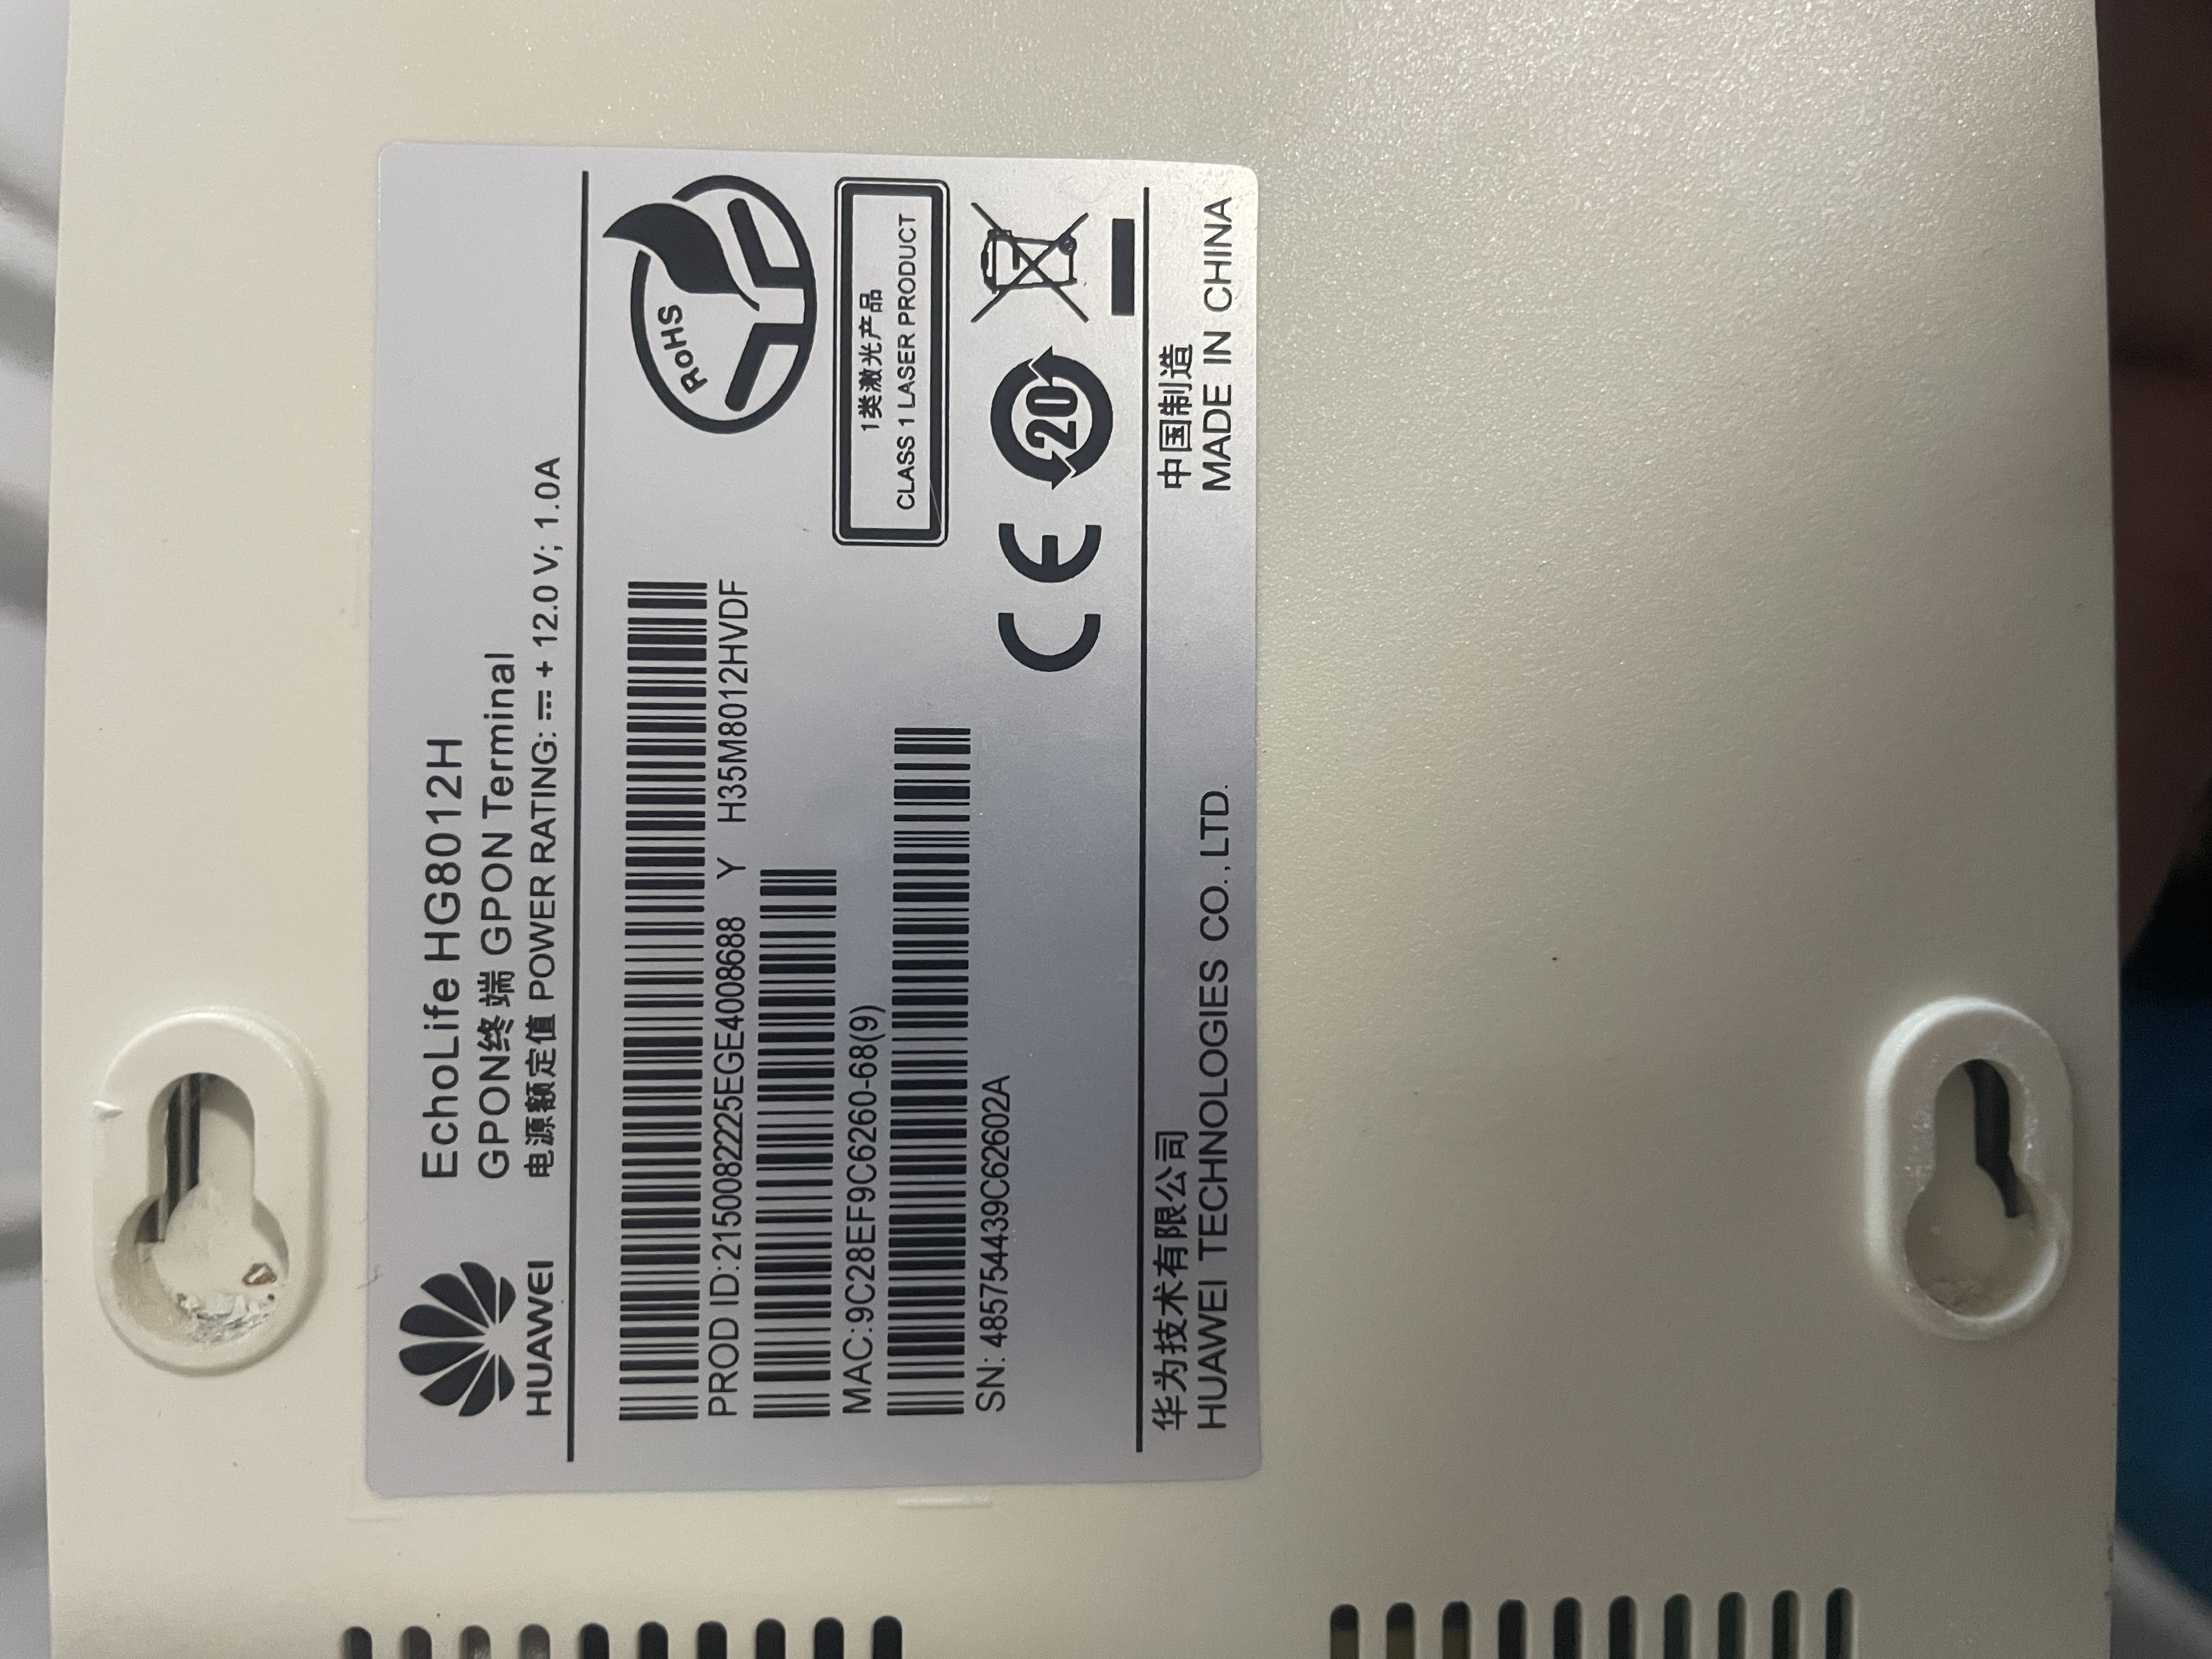 HUAWEI
EchoLife HG8012H
GPON终端 GPON Terminal
电源额定值 POWER RATING: ⎓ + 12.0 V; 1.0A
PROD ID:2150082225EGE4008688 Y H35M8012HVDF
MAC:9C28EF9C6260-68(9)
SN: 485754439C62602A
RoHS
1类激光产品
CLASS 1 LASER PRODUCT
CE
20
华为技术有限公司
HUAWEI TECHNOLOGIES CO.,LTD.
中国制造
MADE IN CHINA